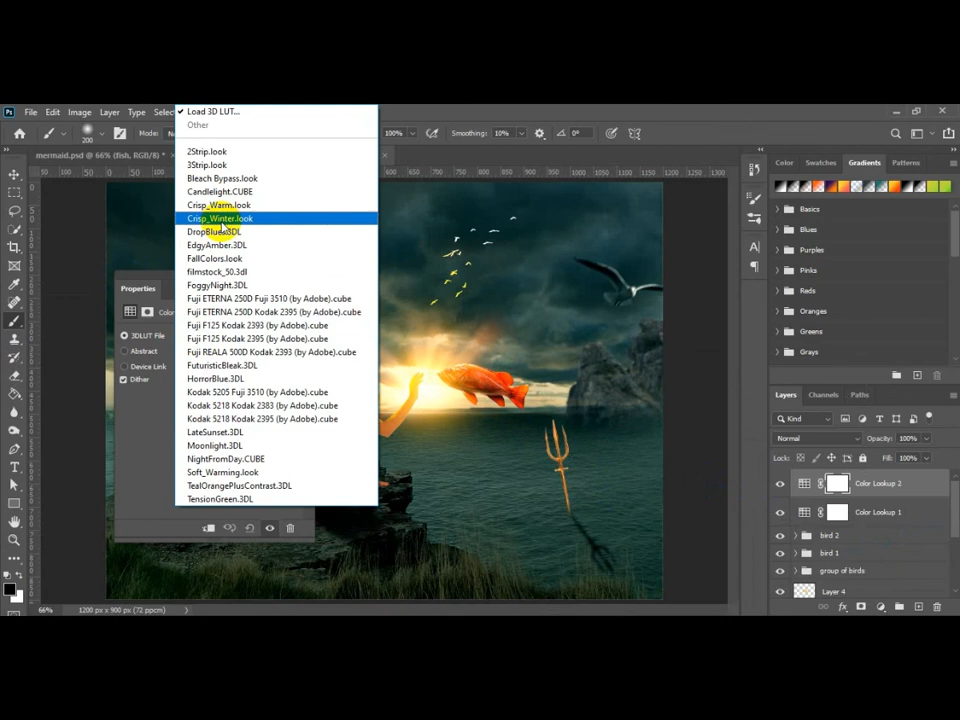 Ps File Edit Image Layer Type Select
Load 3D LUT...
Other
2Strip.look
3Strip.look
Bleach Bypass.look
Candlelight.CUBE
Crisp_Warm.look
Crisp_Winter.look
DropBlues.3DL
EdgyAmber.3DL
FallColors.look
filmstock_50.3dl
FoggyNight.3DL
Fuji ETERNA 250D Fuji 3510 (by Adobe).cube
Fuji ETERNA 250D Kodak 2395 (by Adobe).cube
Fuji F125 Kodak 2393 (by Adobe).cube
Fuji F125 Kodak 2395 (by Adobe).cube
Fuji REALA 500D Kodak 2393 (by Adobe).cube
FuturisticBleak.3DL
HorrorBlue.3DL
Kodak 5205 Fuji 3510 (by Adobe).cube
Kodak 5218 Kodak 2383 (by Adobe).cube
Kodak 5218 Kodak 2395 (by Adobe).cube
LateSunset.3DL
Moonlight.3DL
NightFromDay.CUBE
Soft_Warming.look
TealOrangePlusContrast.3DL
TensionGreen.3DL
200 Mode: 100% Smoothing: 10% 0°
mermaid.psd @ 66% (fish, RGB/8) *
Properties
3DLUT File
Abstract
Device Link
Dither
Color Swatches Gradients Patterns
Basics
Blues
Purples
Pinks
Reds
Oranges
Greens
Grays
Layers Channels Paths
Kind
Normal Opacity: 100%
Lock: Fill: 100%
Color Lookup 2
Color Lookup 1
bird 2
bird 1
group of birds
Layer 4
66% 1200 px x 900 px (72 ppcm)